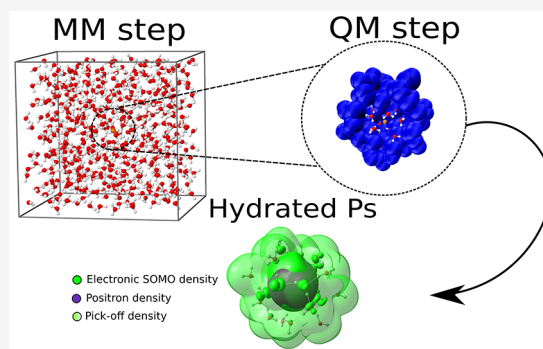 MM step
QM step
Hydrated Ps
Electronic SOMO density
Positron density
Pick-off density